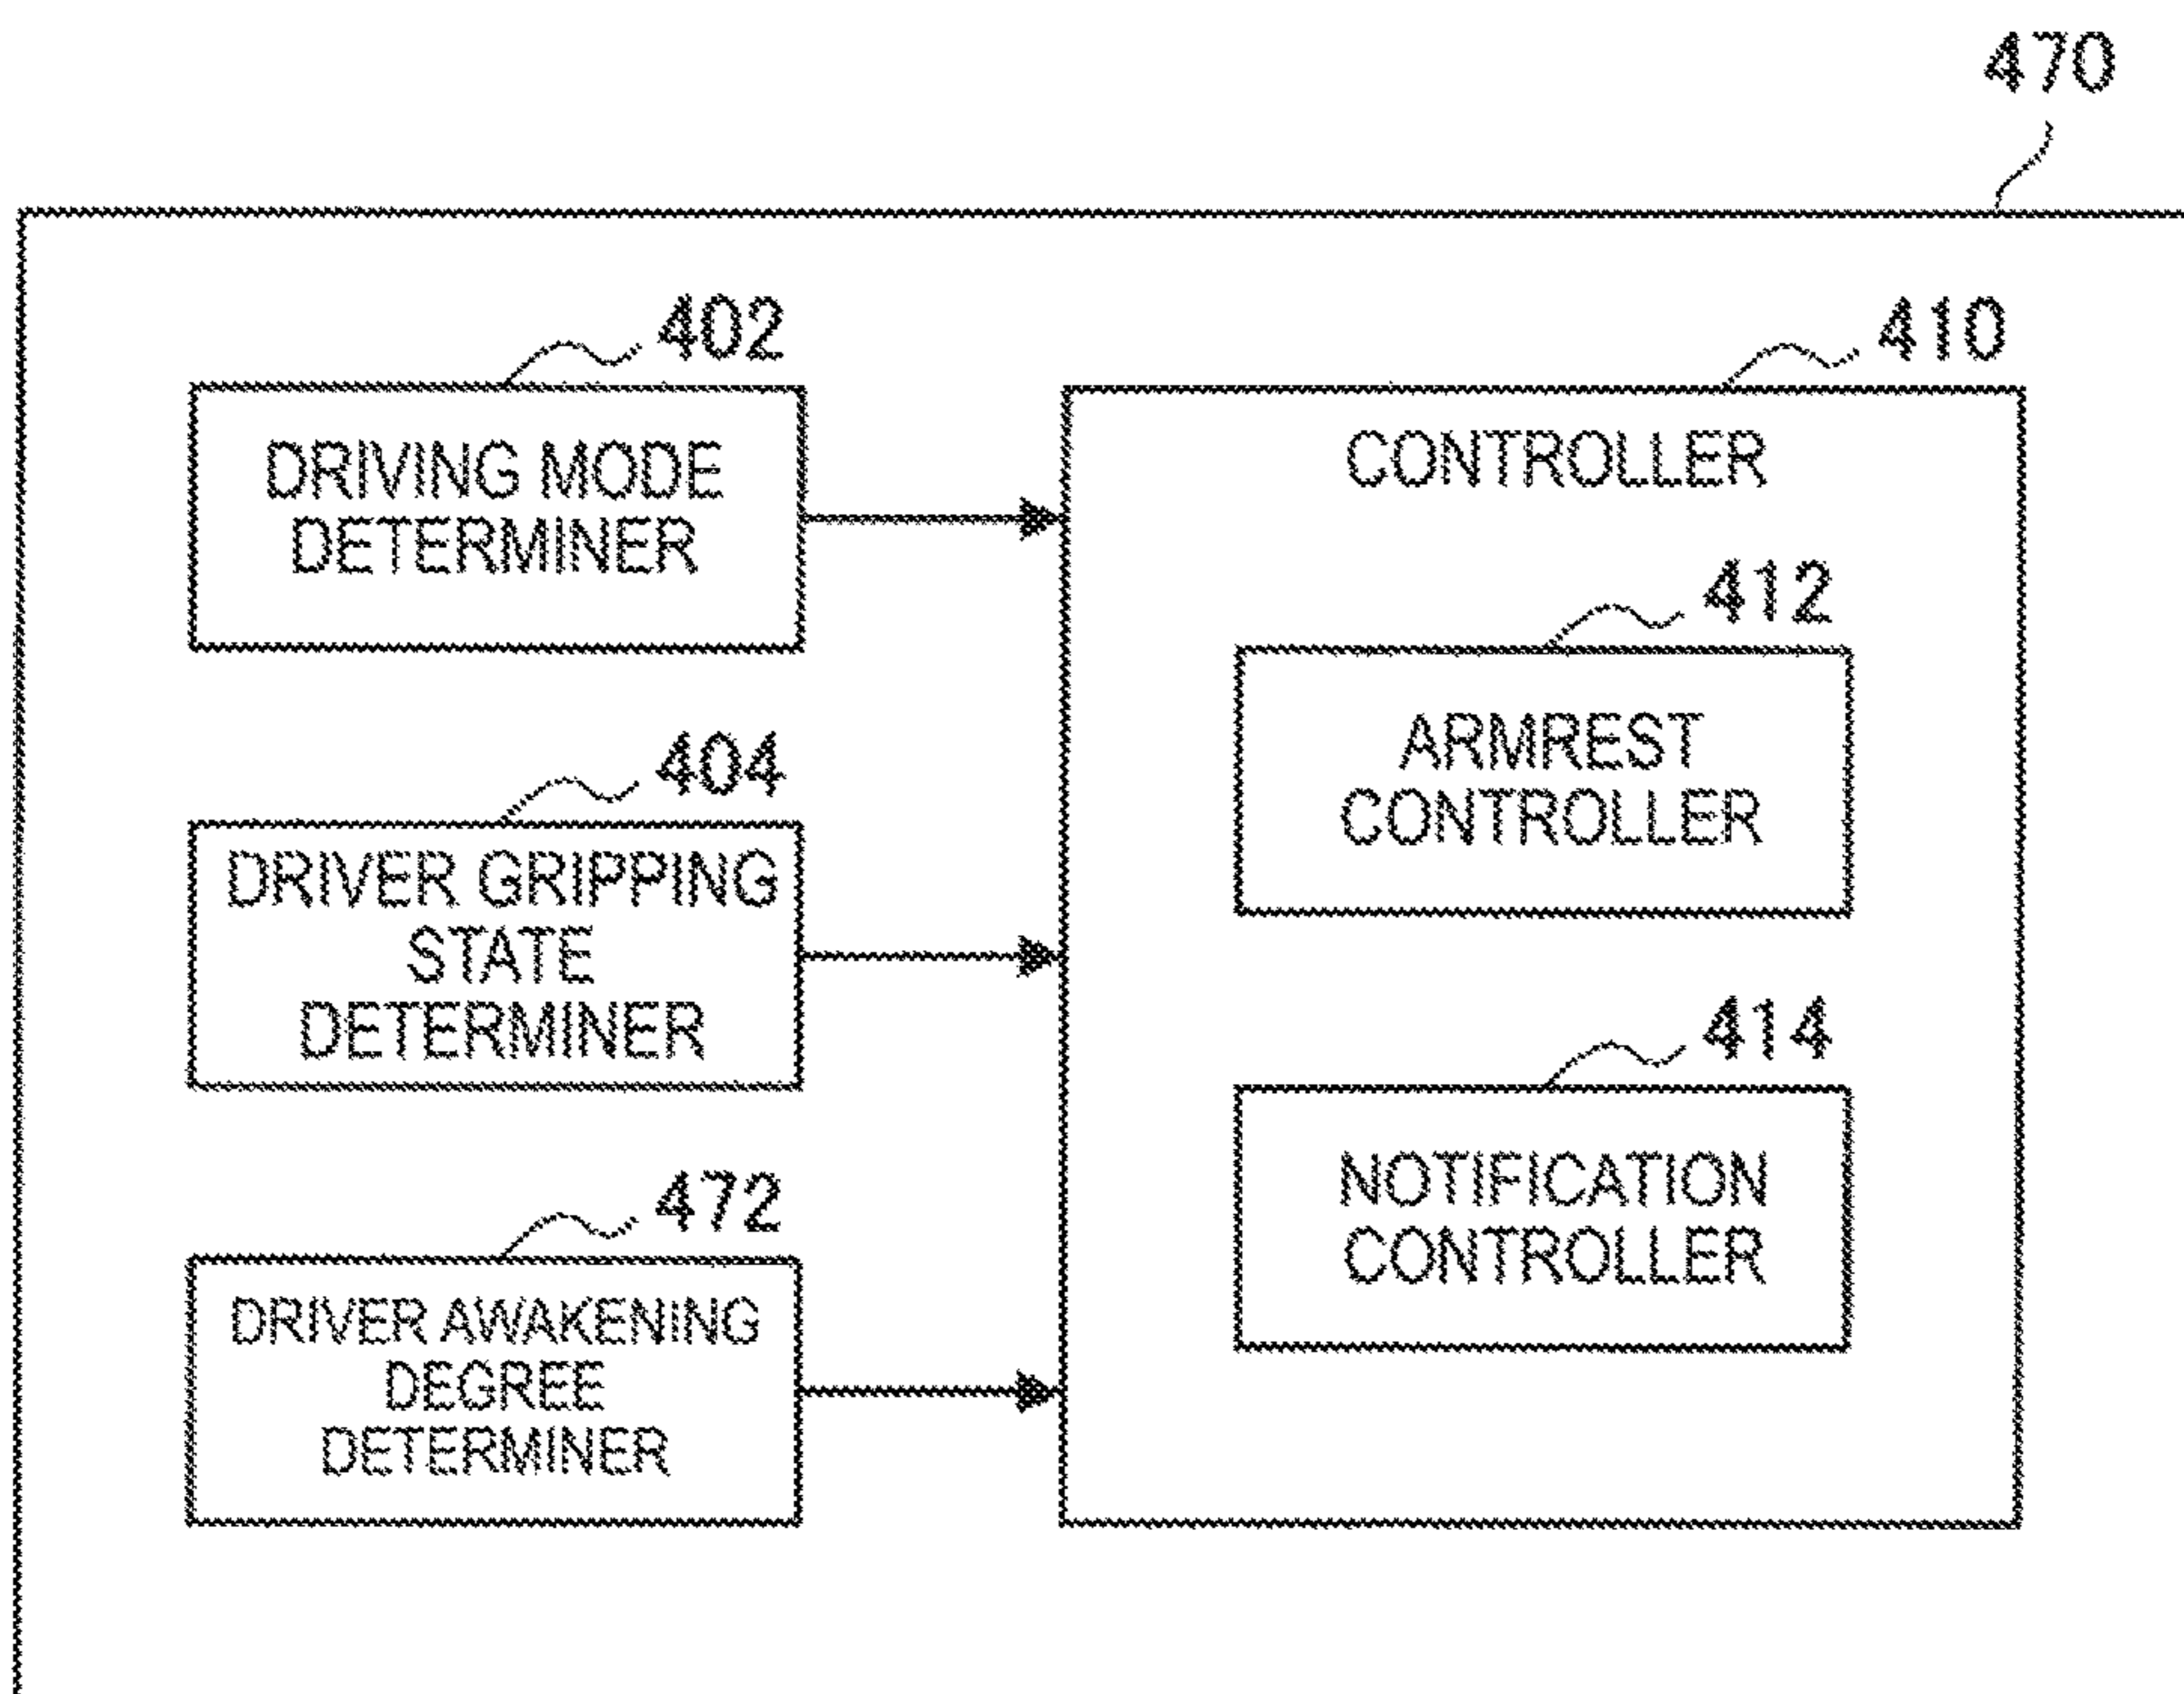 470
402
DRIVING MODE
DETERMINER
404
DRIVER GRIPPING
STATE
DETERMINER
472
DRIVER AWAKENING
DEGREE
DETERMINER
410
CONTROLLER
412
ARMREST
CONTROLLER
414
NOTIFICATION
CONTROLLER